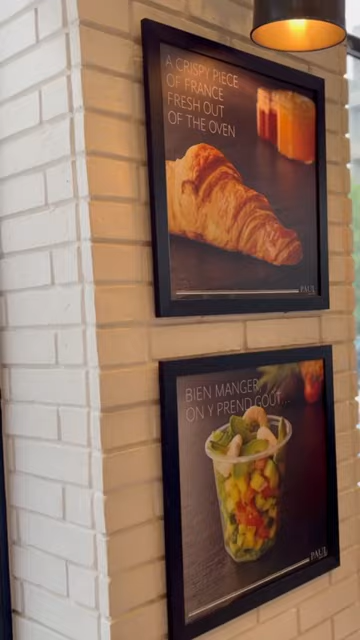 A CRISPY PIECE
OF FRANCE
FRESH OUT
OF THE OVEN
PAUL
BIEN MANGER,
ON Y PREND GOÛT...
PAUL